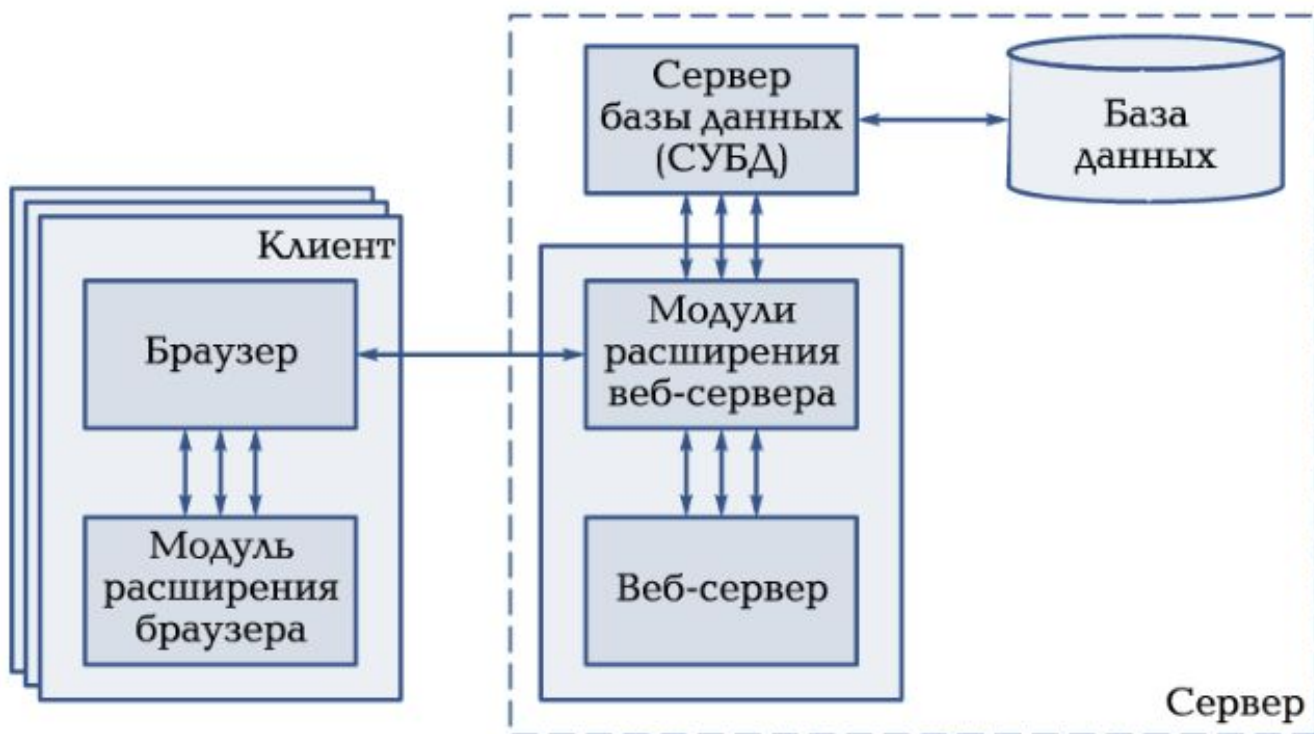 Сервер
базы данных
(СУБД)
База
данных
Клиент
Браузер
Модули
расширения
веб-сервера
Модуль
расширения
браузера
Веб-сервер
Сервер